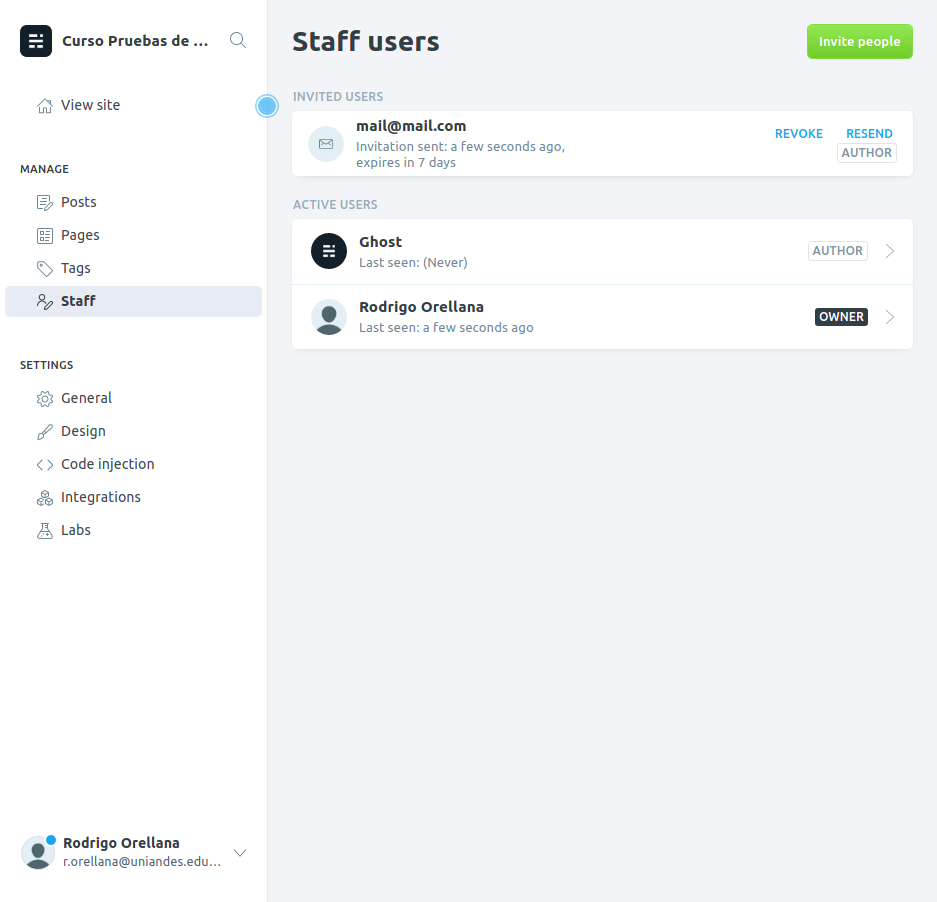 Curso Pruebas de ...
View site
MANAGE
Posts
Pages
Tags
Staff
SETTINGS
General
Design
Code injection
Integrations
Labs
Rodrigo Orellana
r.orellana@uniandes.edu...
Staff users
Invite people
INVITED USERS
mail@mail.com
Invitation sent: a few seconds ago,
expires in 7 days
REVOKE RESEND
AUTHOR
ACTIVE USERS
Ghost
Last seen: (Never)
AUTHOR
Rodrigo Orellana
Last seen: a few seconds ago
OWNER